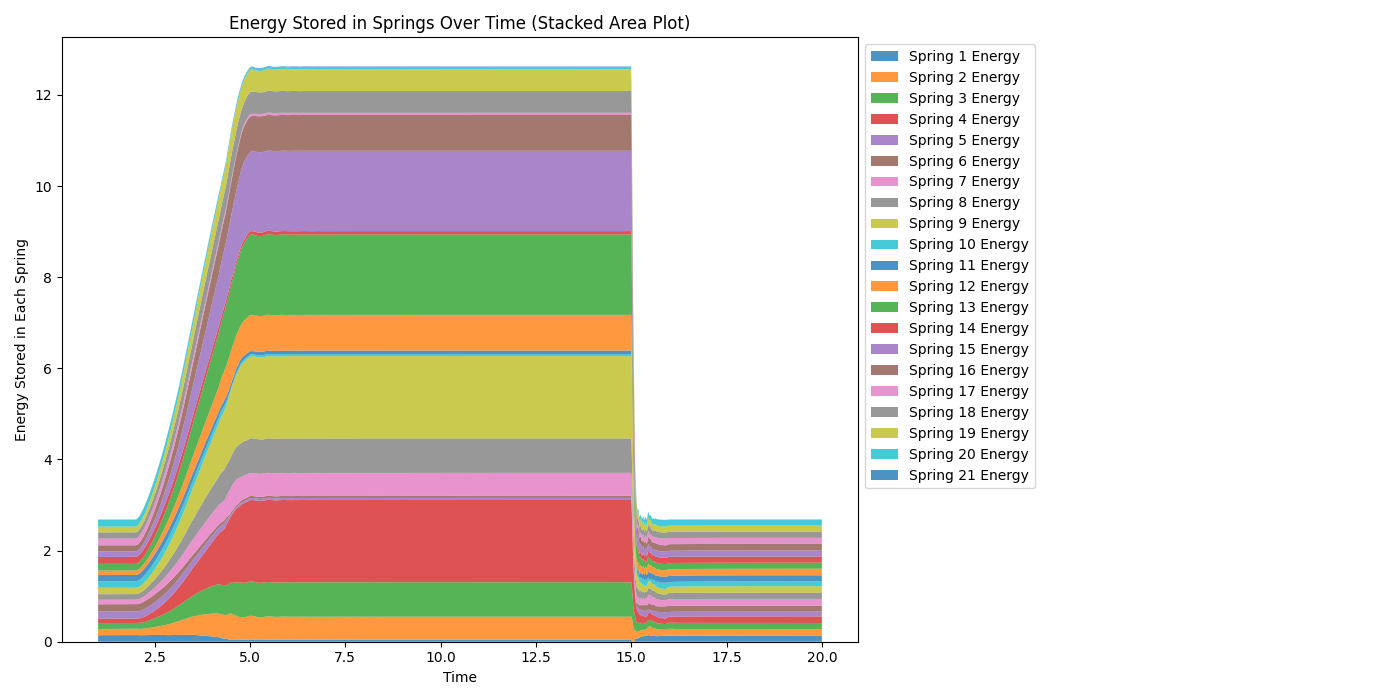 Energy Stored in Springs Over Time (Stacked Area Plot)
Energy Stored in Each Spring
12
10
8
6
4
2
0
2.5 5.0 7.5 10.0 12.5 15.0 17.5 20.0
Time
Spring 1 Energy
Spring 2 Energy
Spring 3 Energy
Spring 4 Energy
Spring 5 Energy
Spring 6 Energy
Spring 7 Energy
Spring 8 Energy
Spring 9 Energy
Spring 10 Energy
Spring 11 Energy
Spring 12 Energy
Spring 13 Energy
Spring 14 Energy
Spring 15 Energy
Spring 16 Energy
Spring 17 Energy
Spring 18 Energy
Spring 19 Energy
Spring 20 Energy
Spring 21 Energy